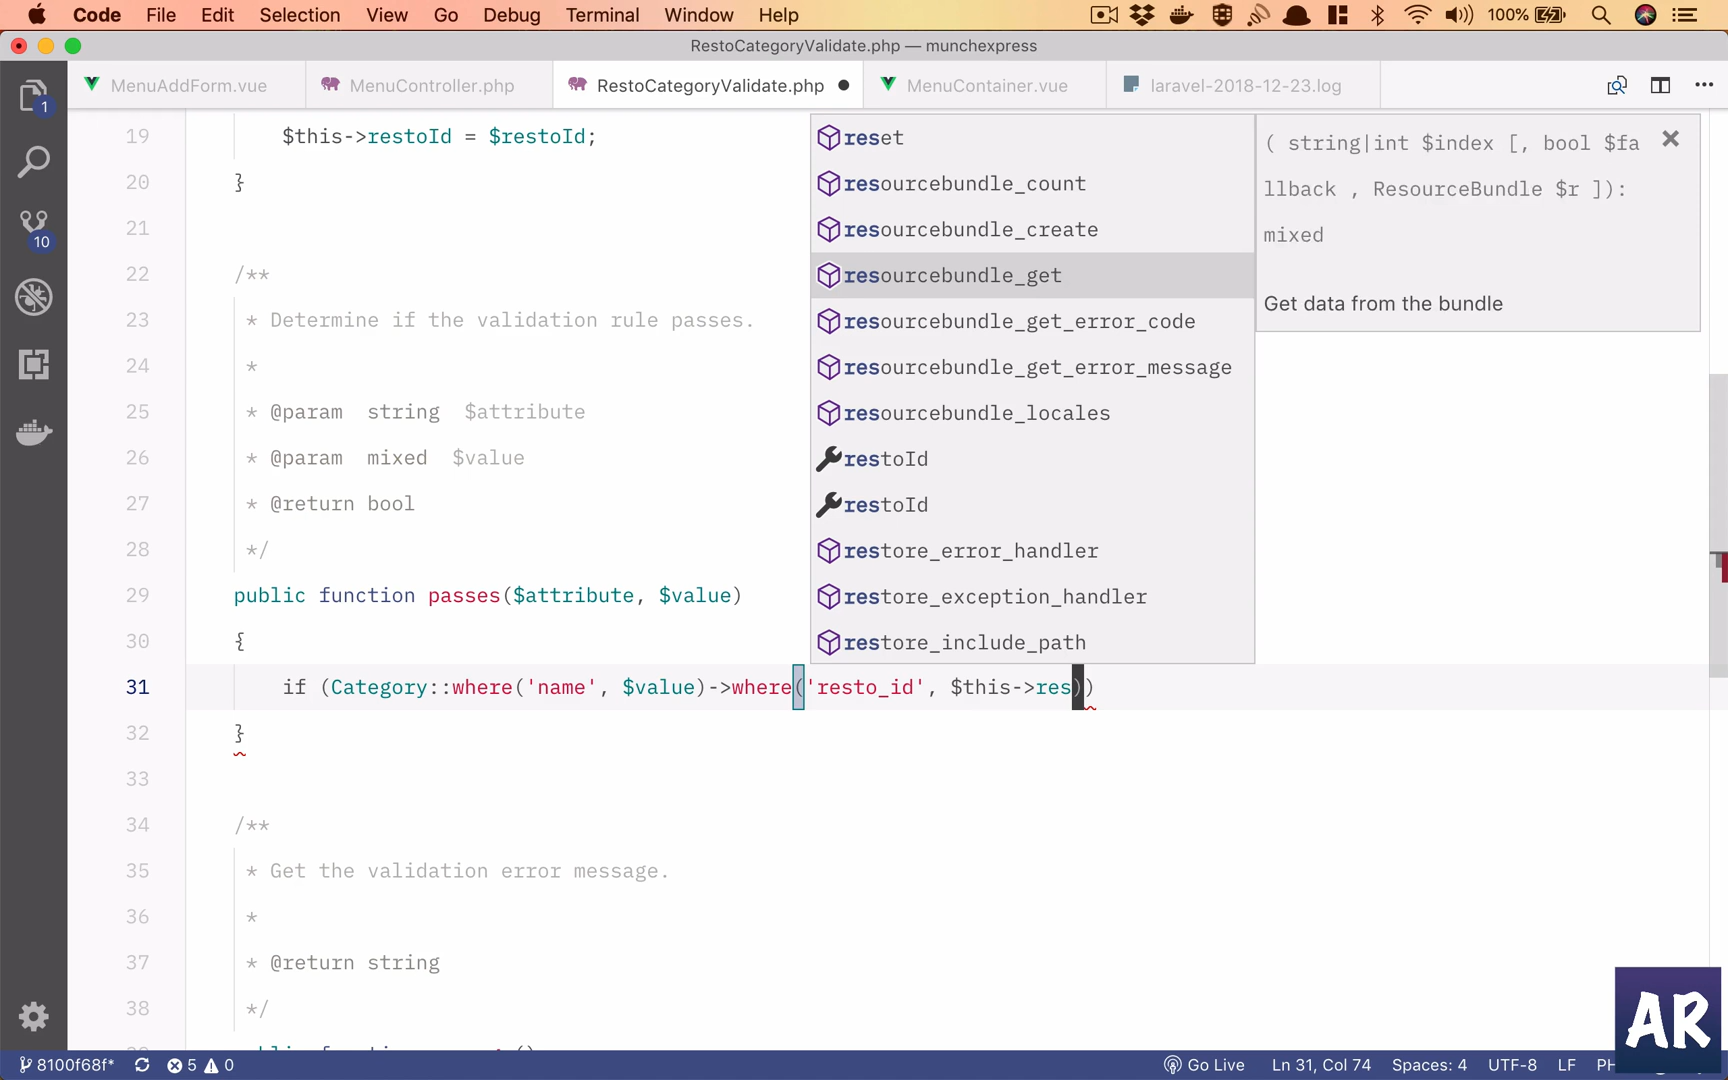 Code File Edit Selection View Go Debug Terminal Window Help 100%
RestoCategoryValidate.php — munchexpress
MenuAddForm.vue MenuController.php RestoCategoryValidate.php MenuContainer.vue laravel-2018-12-23.log
1
10
19 $this->restoId = $restoId;
20 }
21
22 /**
23 * Determine if the validation rule passes.
24 *
25 * @param string $attribute
26 * @param mixed $value
27 * @return bool
28 */
29 public function passes($attribute, $value)
30 {
31 if (Category::where('name', $value)->where('resto_id', $this->res))
32 }
33
34 /**
35 * Get the validation error message.
36 *
37 * @return string
38 */
reset
resourcebundle_count
resourcebundle_create
resourcebundle_get
resourcebundle_get_error_code
resourcebundle_get_error_message
resourcebundle_locales
restoId
restoId
restore_error_handler
restore_exception_handler
restore_include_path
( string|int $index [, bool $fa
llback , ResourceBundle $r ]):
mixed
Get data from the bundle
AR
8100f68f* 5 0 Go Live Ln 31, Col 74 Spaces: 4 UTF-8 LF